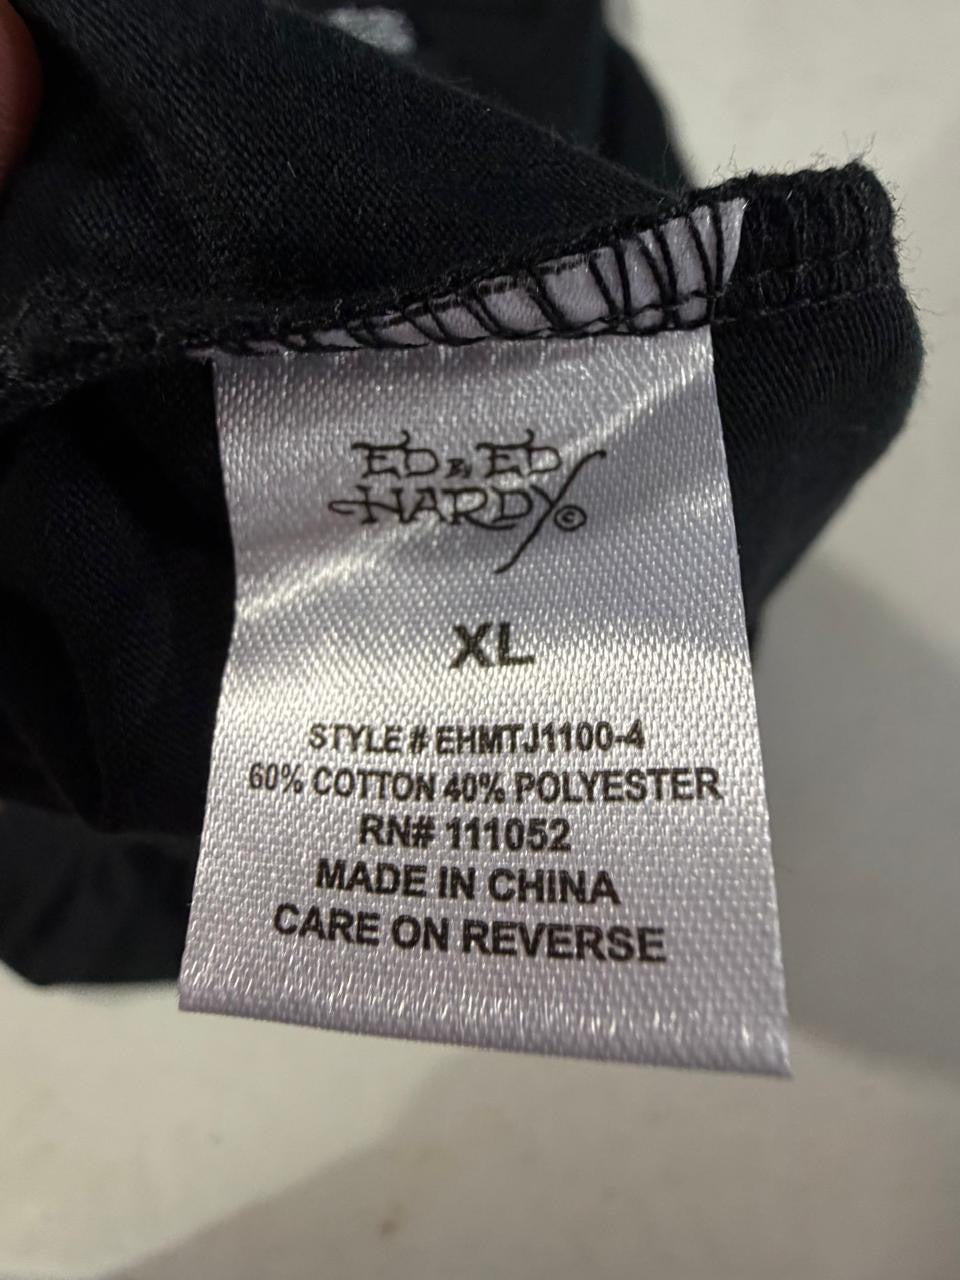 ED By ED
HARDY ©
XL
STYLE # EHMTJ1100-4
60% COTTON 40% POLYESTER
RN# 111052
MADE IN CHINA
CARE ON REVERSE